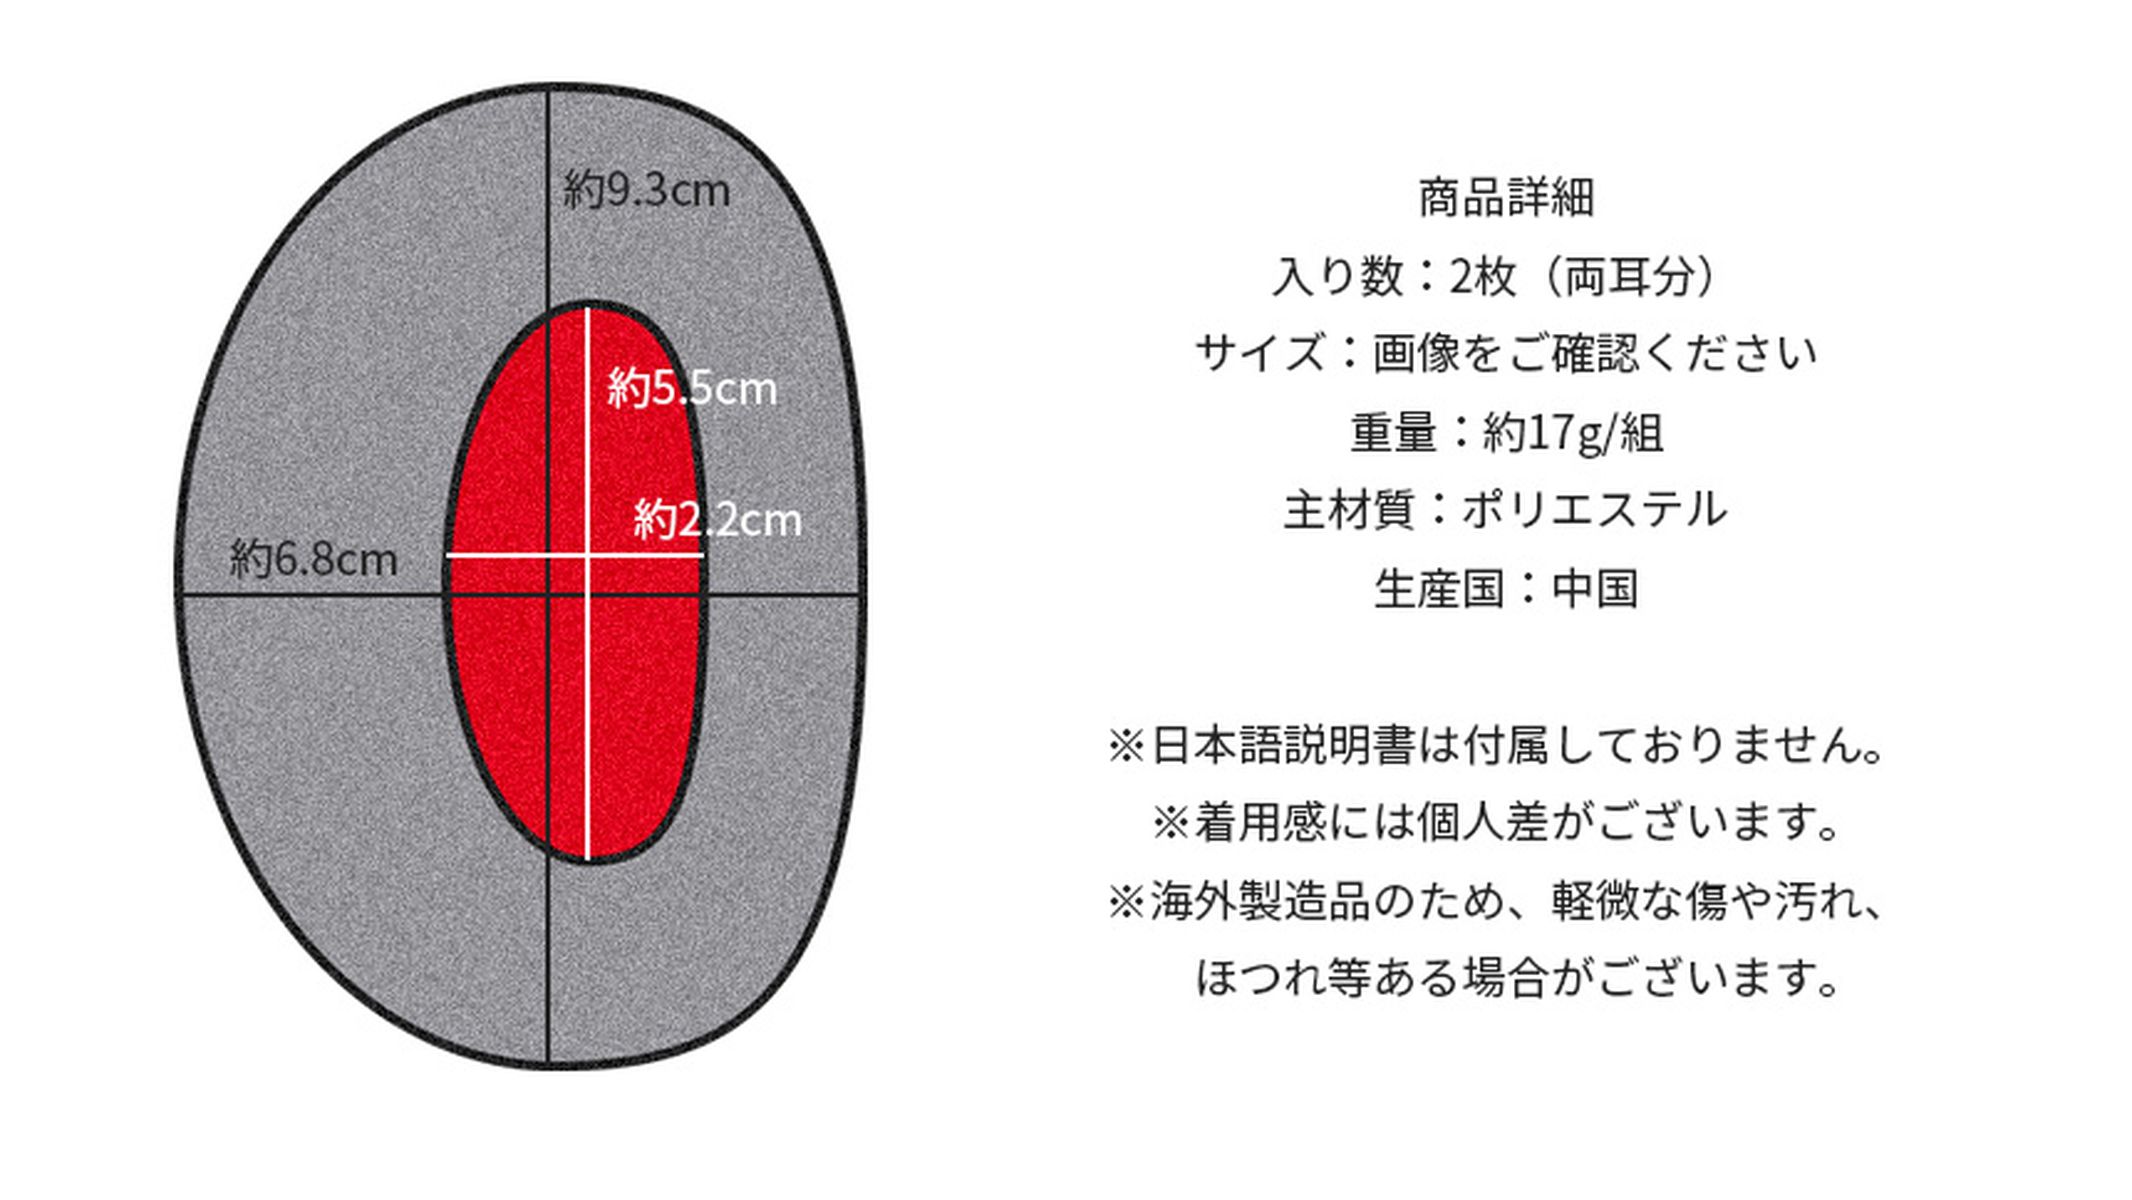 約9.3cm
約5.5cm
約2.2cm
約6.8cm
商品詳細
入り数：2枚（両耳分）
サイズ：画像をご確認ください
重量：約17g/組
主材質：ポリエステル
生産国：中国
※日本語説明書は付属しておりません。
※着用感には個人差がございます。
※海外製造品のため、軽微な傷や汚れ、
ほつれ等ある場合がございます。